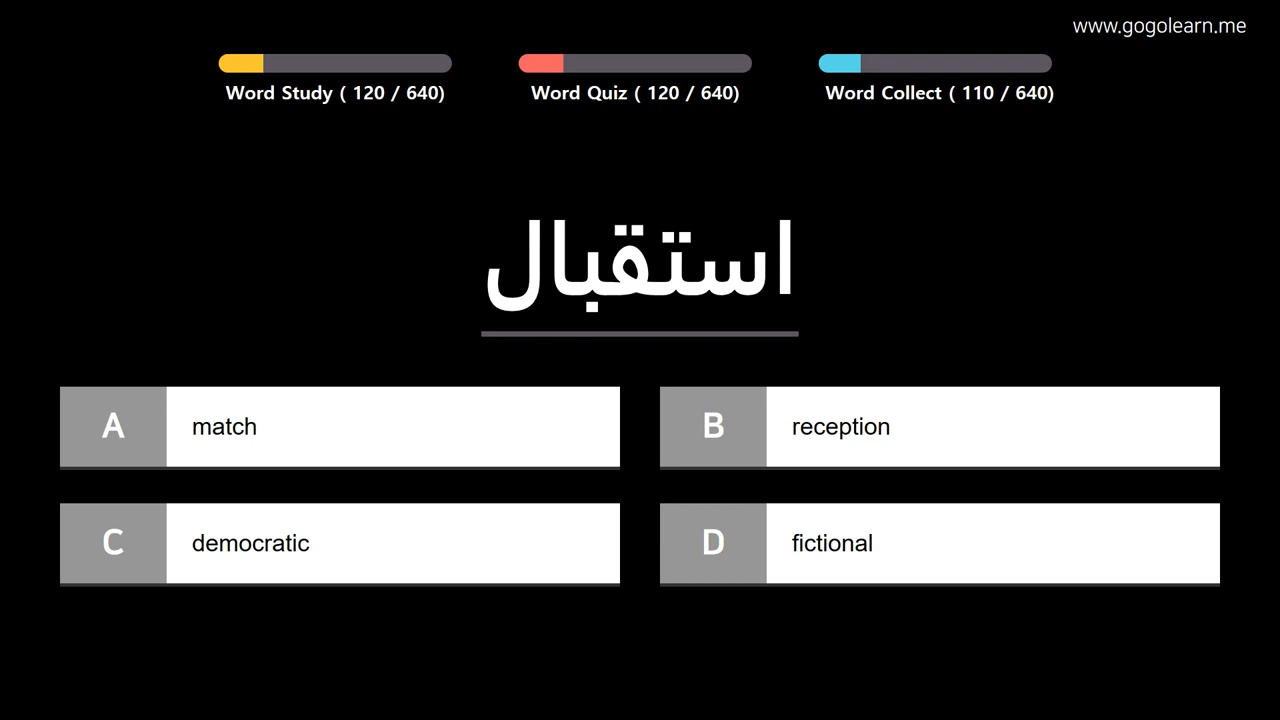 www.gogolearn.me
Word Study ( 120 / 640)
Word Quiz ( 120 / 640)
Word Collect ( 110 / 640)
استقبال
A match
B reception
C democratic
D fictional